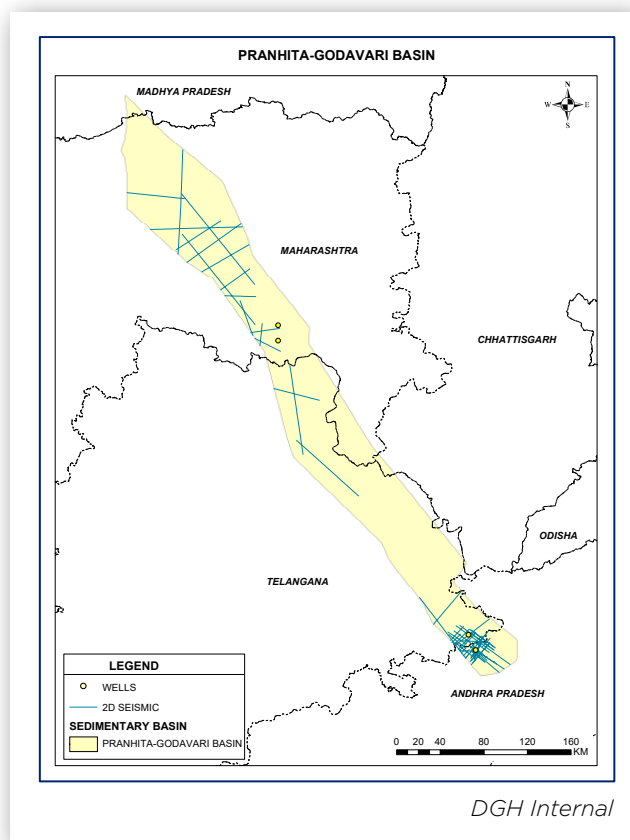 PRANHITA-GODAVARI BASIN
MADHYA PRADESH
N
W E
S
MAHARASHTRA
CHHATTISGARH
ODISHA
TELANGANA
ANDHRA PRADESH
LEGEND
WELLS
2D SEISMIC
SEDIMENTARY BASIN
PRANHITA-GODAVARI BASIN
0 20 40 80 120 160
KM
DGH Internal